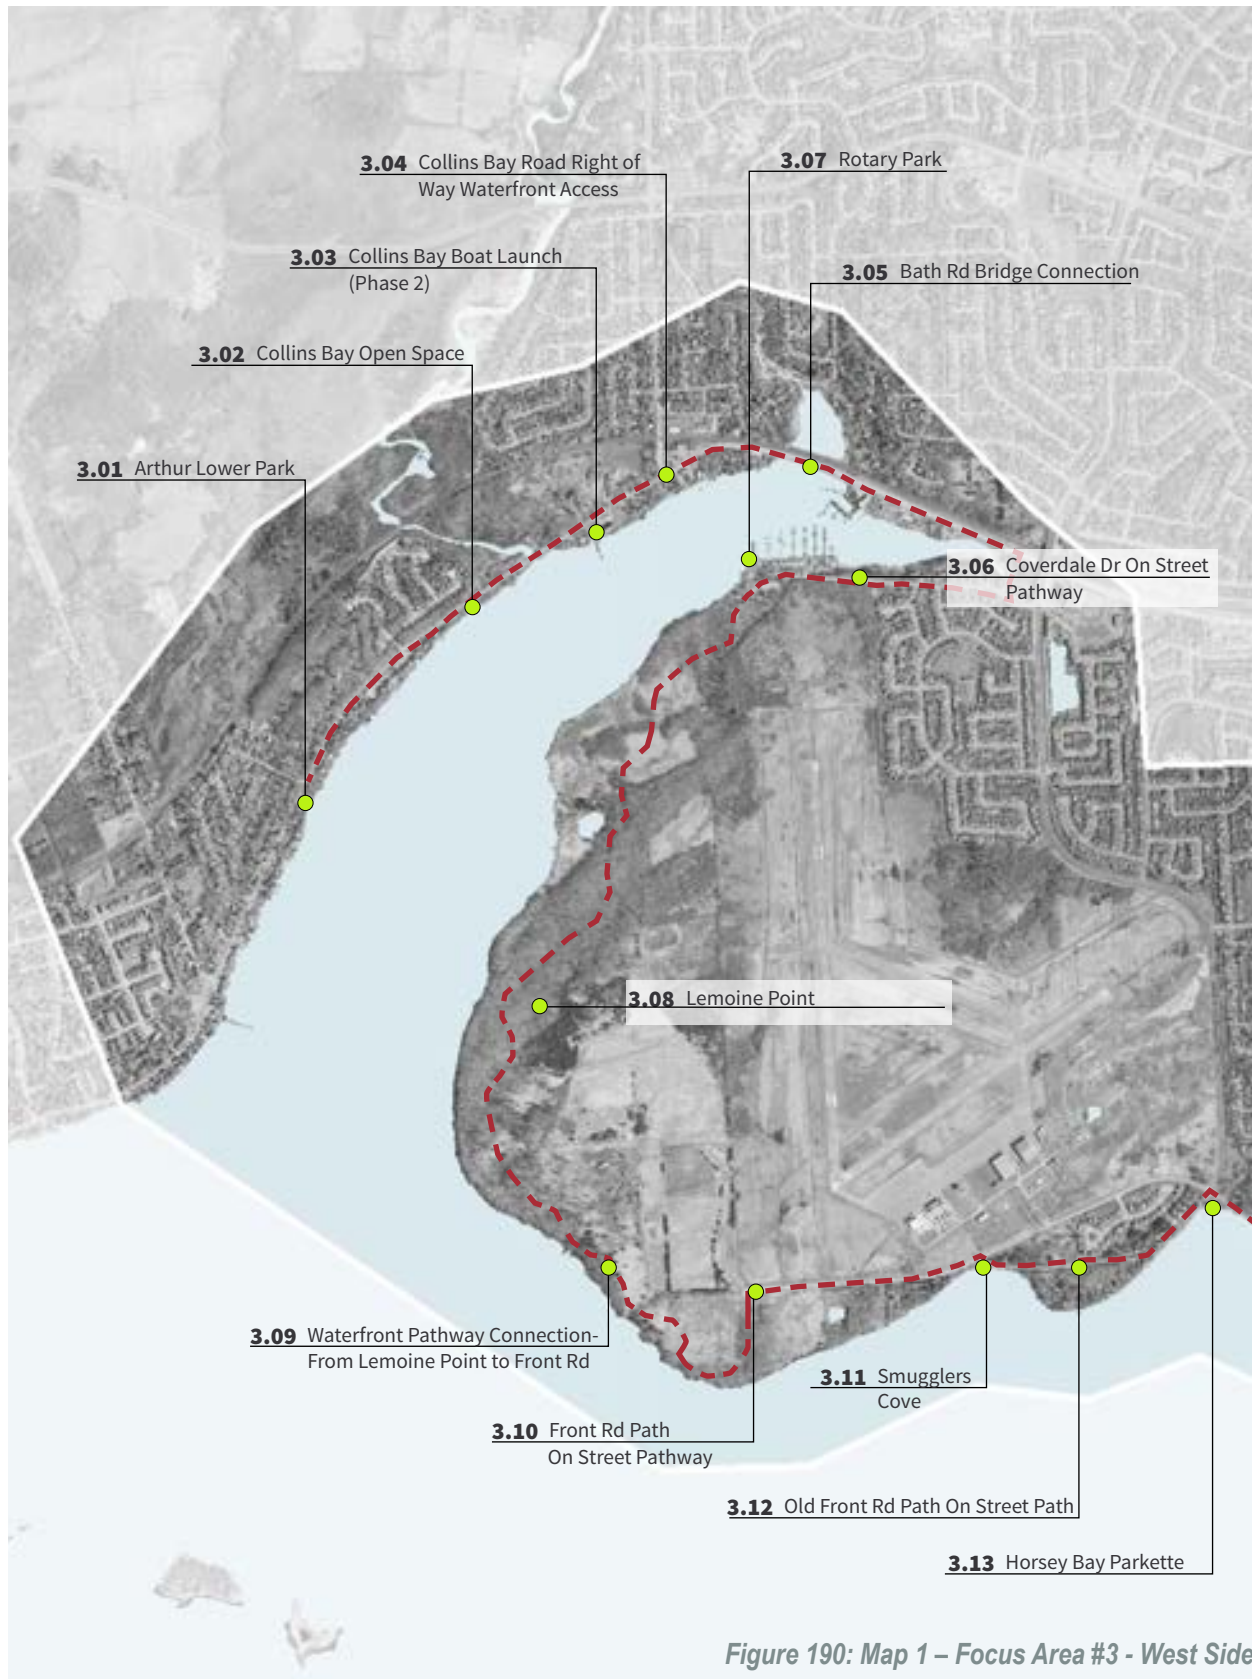 3.04 Collins Bay Road Right of
Way Waterfront Access
3.07 Rotary Park
3.03 Collins Bay Boat Launch
(Phase 2)
3.05 Bath Rd Bridge Connection
3.02 Collins Bay Open Space
3.01 Arthur Lower Park
3.06 Coverdale Dr On Street
Pathway
3.08 Lemoine Point
3.09 Waterfront Pathway Connection-
From Lemoine Point to Front Rd
3.11 Smugglers
Cove
3.10 Front Rd Path
On Street Pathway
3.12 Old Front Rd Path On Street Path
3.13 Horsey Bay Parkette
Figure 190: Map 1 – Focus Area #3 - West Side